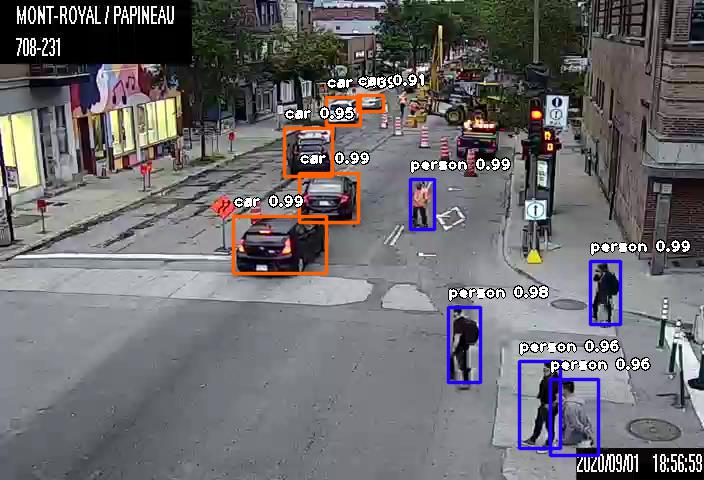 MONT-ROYAL / PAPINEAU
708-231
car 0.91
car 0.95
car 0.99
person 0.99
car 0.99
person 0.99
person 0.98
person 0.96
person 0.96
2020/09/01 18:56:59